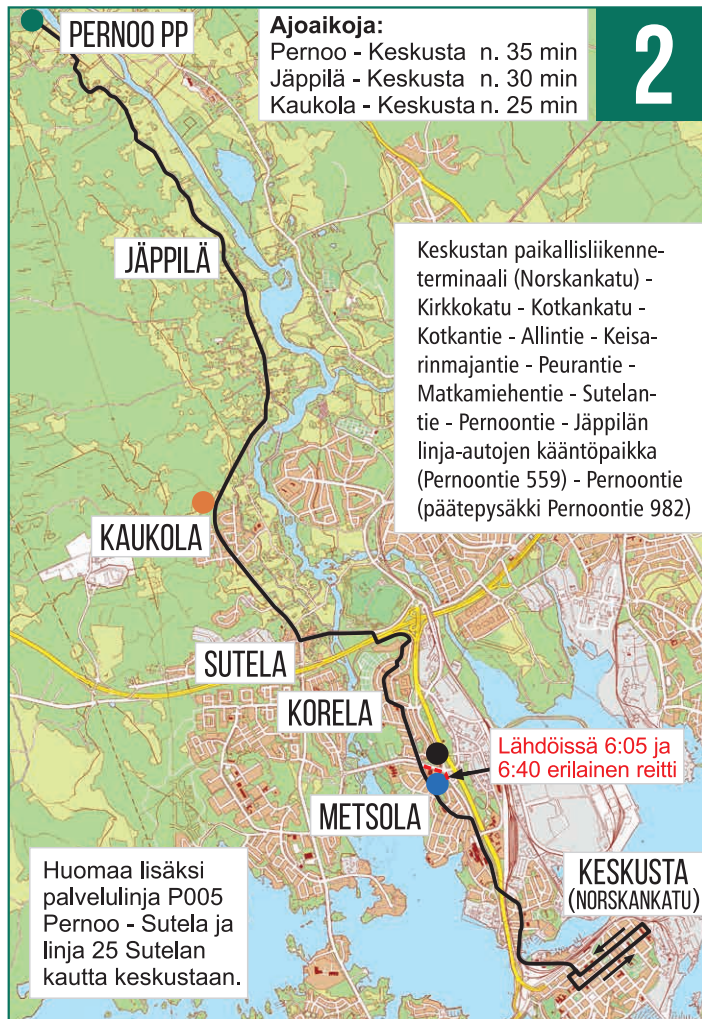 PERNOO PP
Ajoaikoja:
Pernoo - Keskusta n. 35 min
Jäppilä - Keskusta n. 30 min
Kaukola - Keskusta n. 25 min
2
JÄPPILÄ
Keskustan paikallisliikenne-
terminaali (Norskankatu) -
Kirkkokatu - Kotkankatu -
Kotkantie - Allintie - Keisa-
rinmajantie - Peurantie -
Matkamiehentie - Sutelan-
tie - Pernoontie - Jäppilän
linja-autojen kääntöpaikka
(Pernoontie 559) - Pernoontie
(päätepysäkki Pernoontie 982)
KAUKOLA
SUTELA
KORELA
Lähdöissä 6:05 ja
6:40 erilainen reitti
METSOLA
KESKUSTA
(NORSKANKATU)
Huomaa lisäksi
palvelulinja P005
Pernoo - Sutela ja
linja 25 Sutelan
kautta keskustaan.